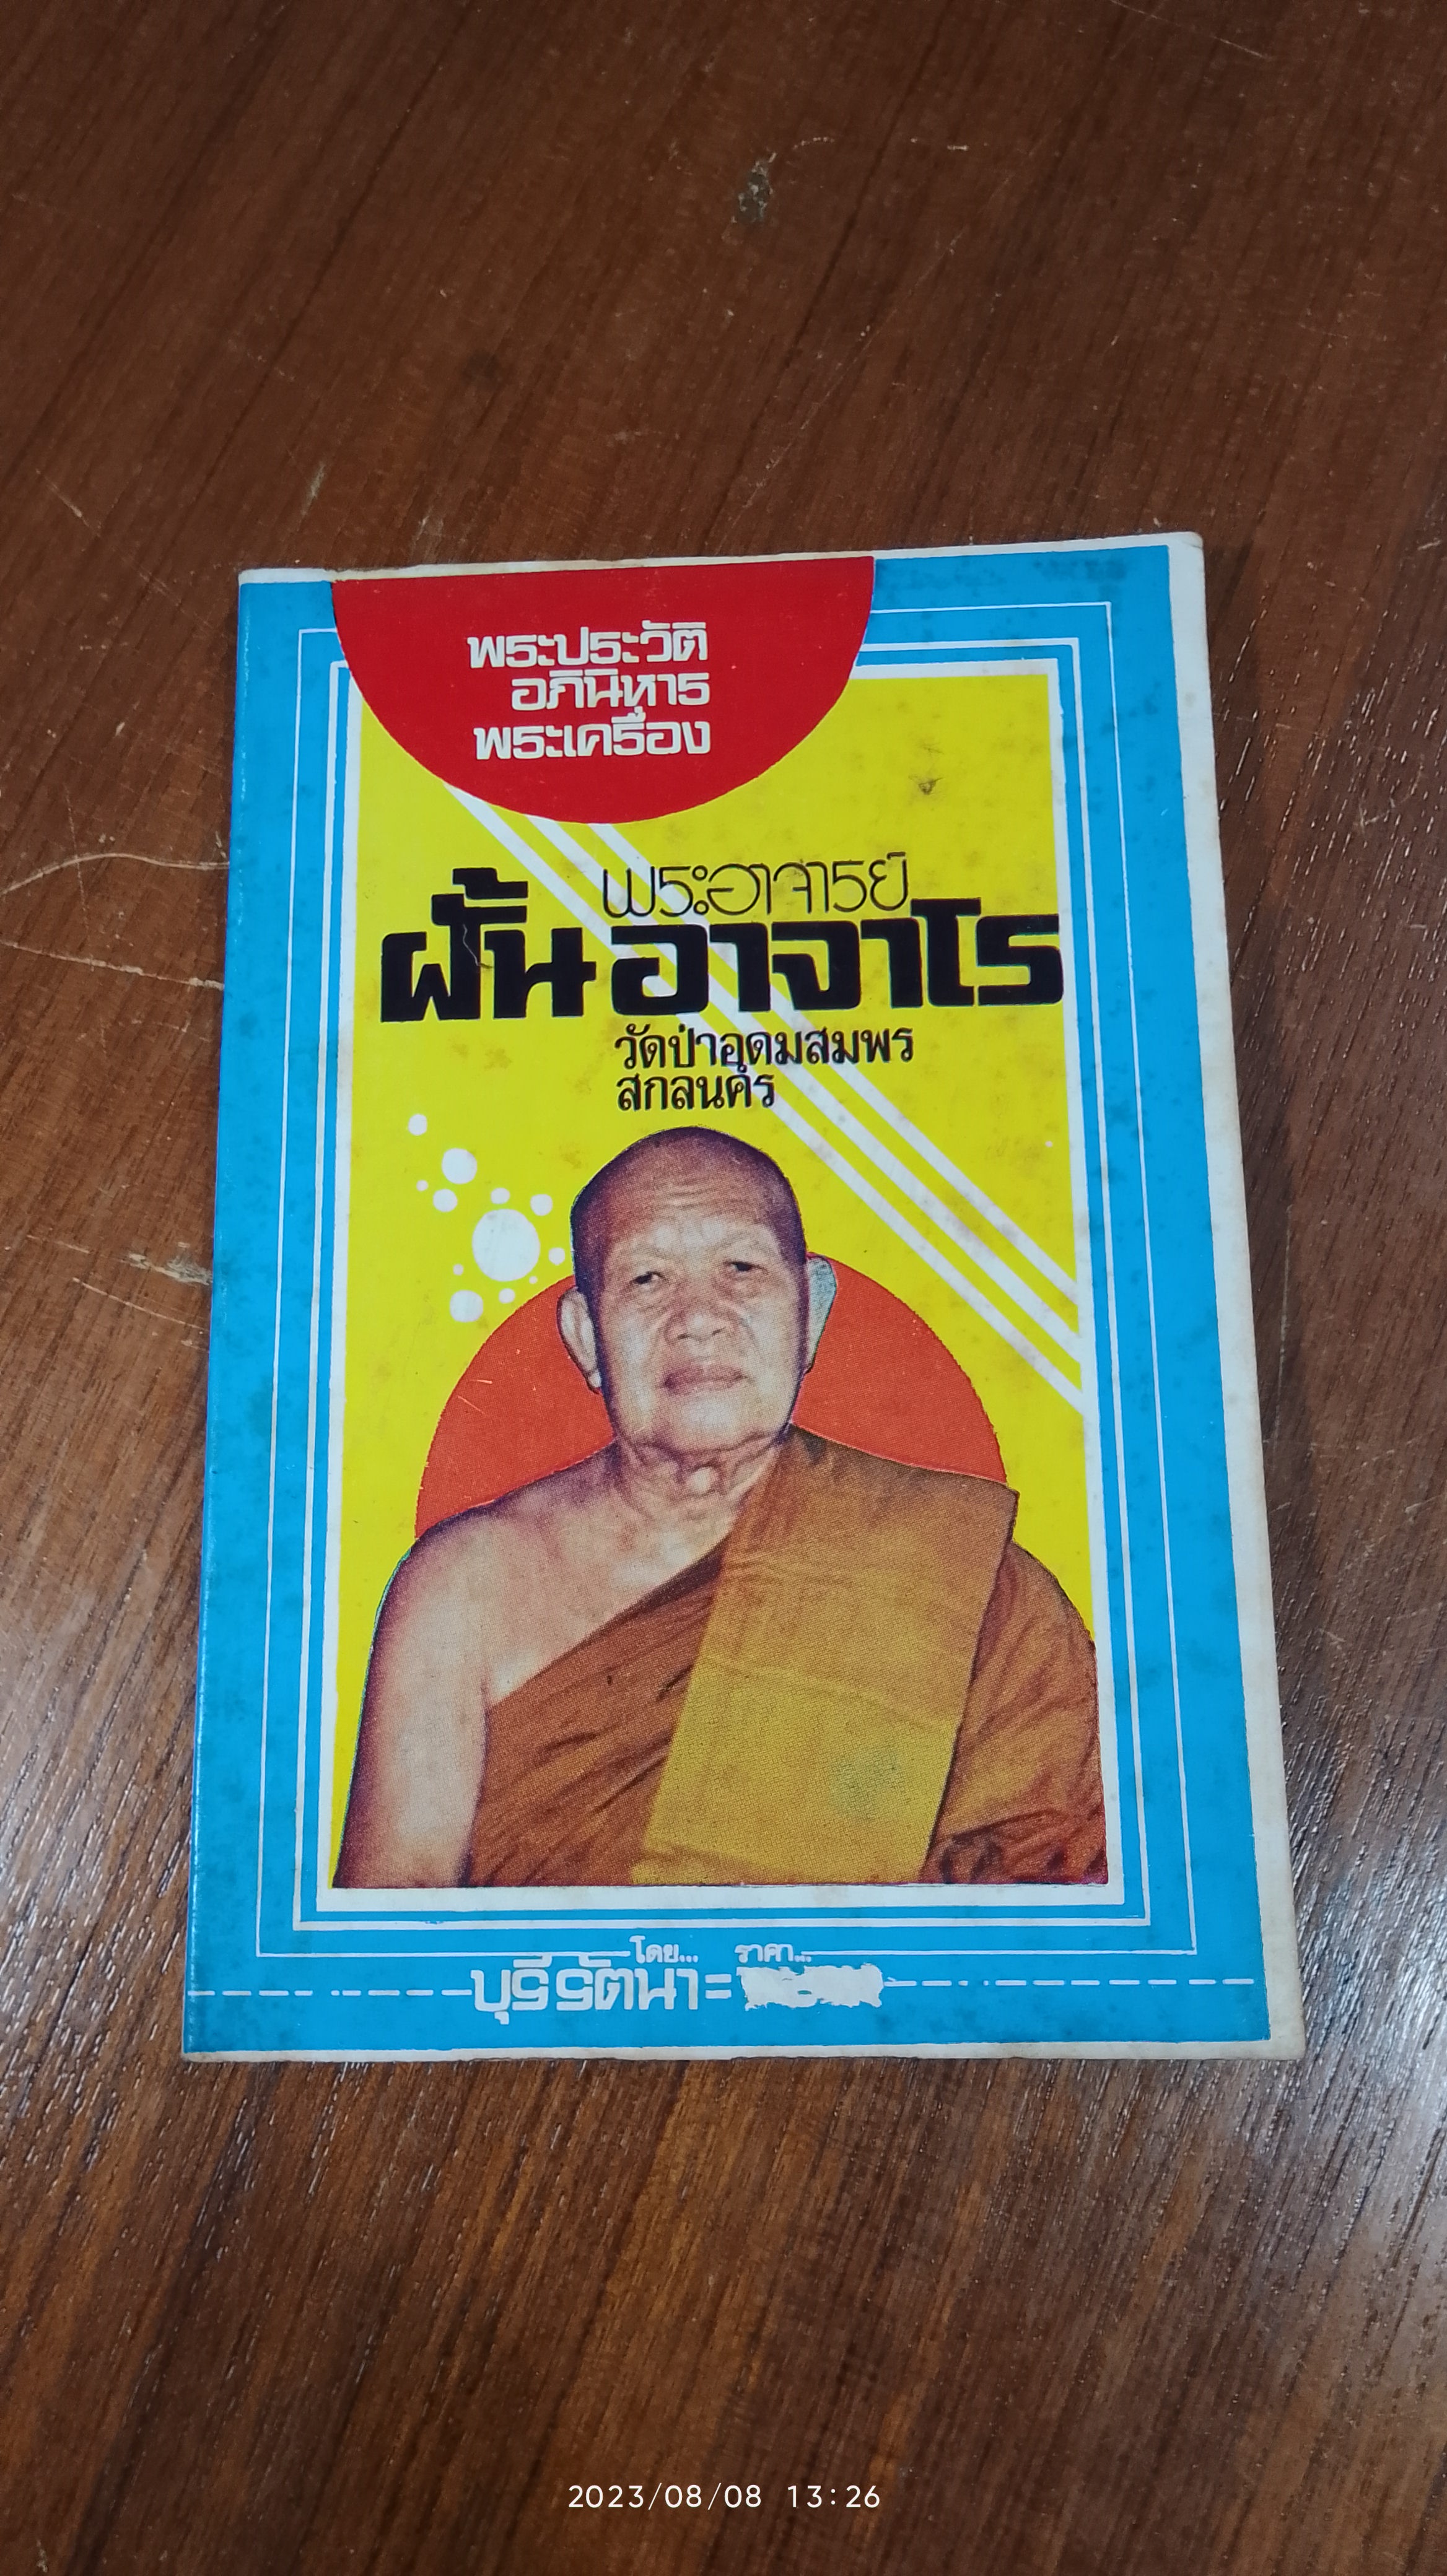 พระประวัติ
อภินิหาร
พระเครื่อง
พระอาจารย์
ฝั้น อาจาโร
วัดป่าอุดมสมพร
สกลนคร
โดย... ราคา...
บุรีรัตนา=
2023/08/08 13:26